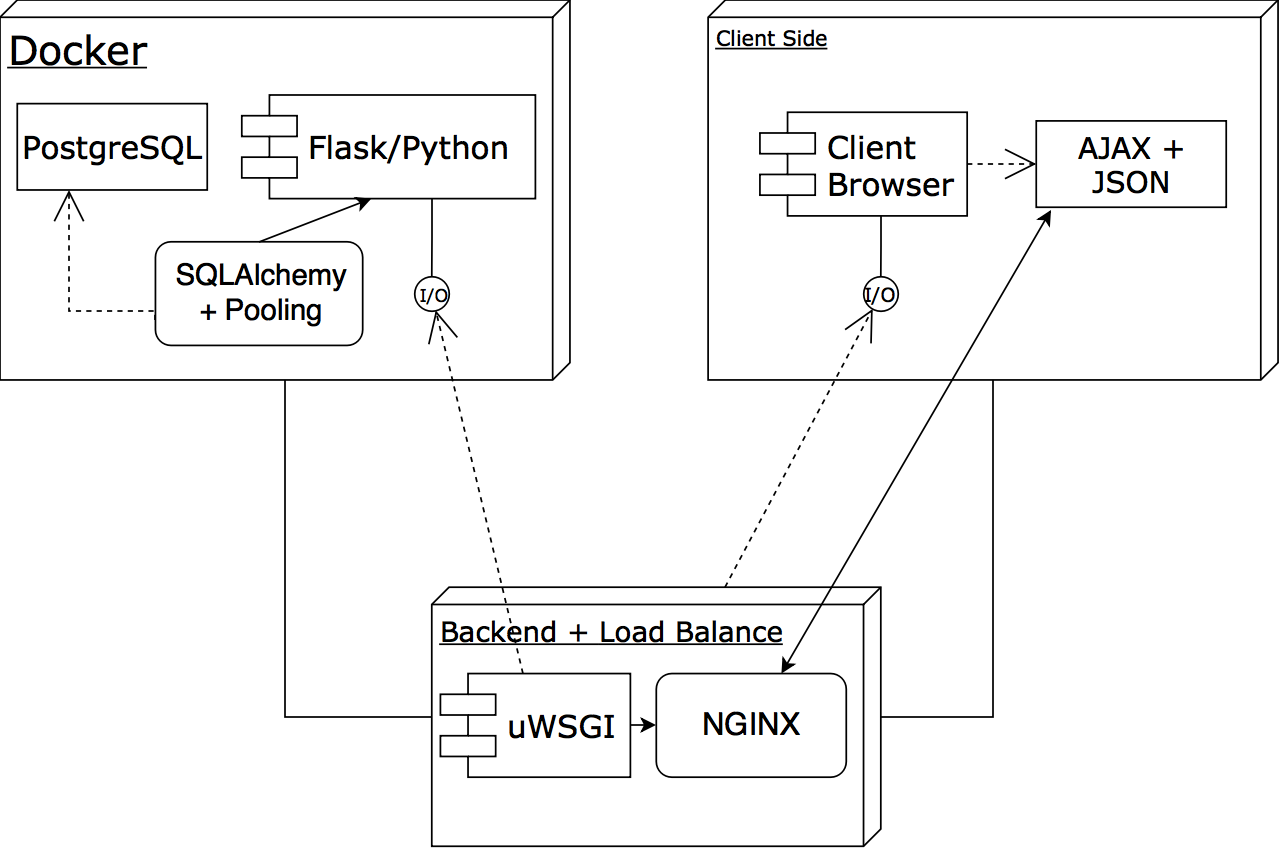 Docker
PostgreSQL
Flask/Python
SQLAlchemy
+ Pooling
I/O
Client Side
Client
Browser
AJAX +
JSON
I/O
Backend + Load Balance
uWSGI
NGINX